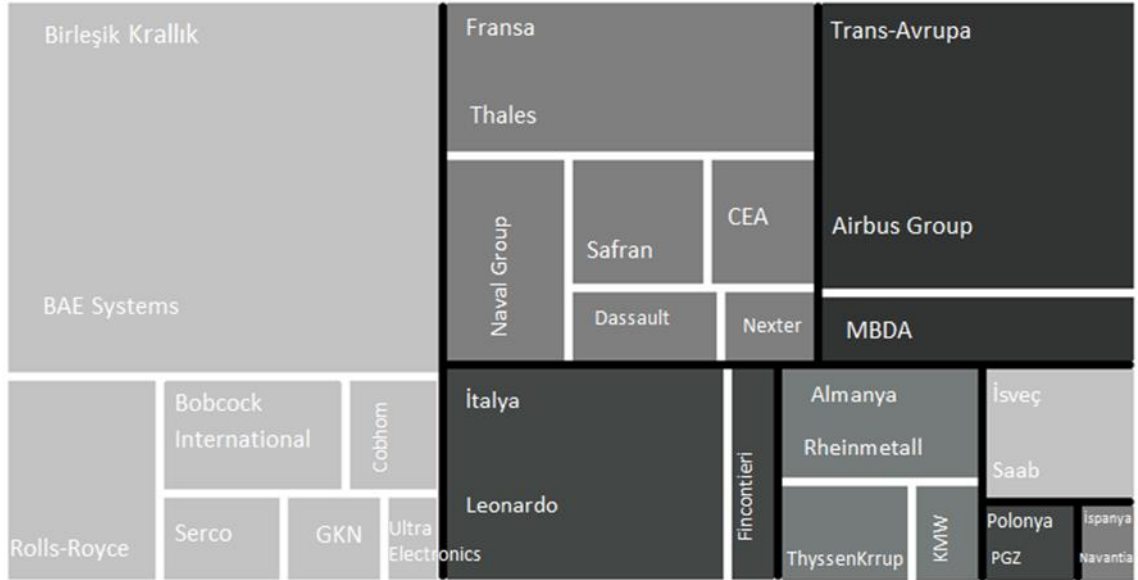 Birleşik Krallık
BAE Systems
Rolls-Royce
Bobcock
International
Cobhom
Serco
GKN
Ultra
Electronics
Fransa
Thales
Naval Group
Safran
CEA
Dassault
Nexter
Trans-Avrupa
Airbus Group
MBDA
İtalya
Leonardo
Fincontieri
Almanya
Rheinmetall
ThyssenKrrup
KMW
İsveç
Saab
Polonya
PGZ
İspanya
Navantia